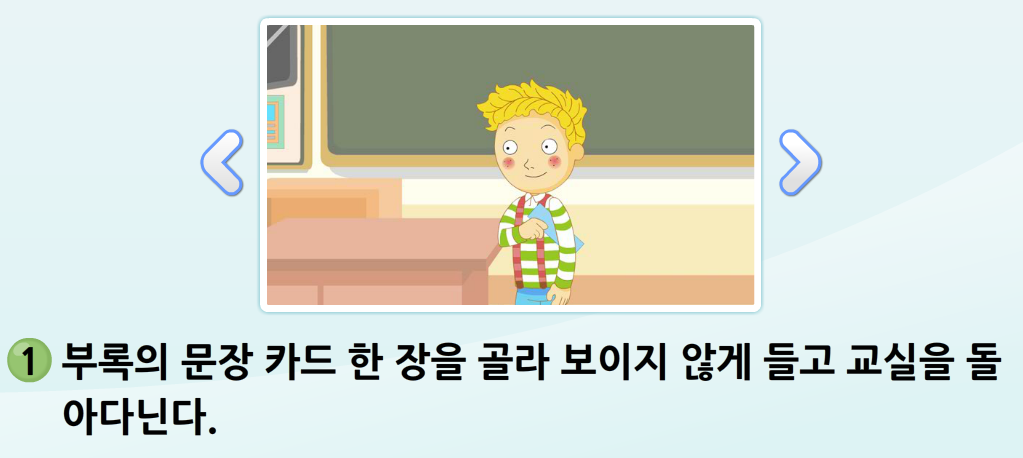 1 부록의 문장 카드 한 장을 골라 보이지 않게 들고 교실을 돌
아다닌다.